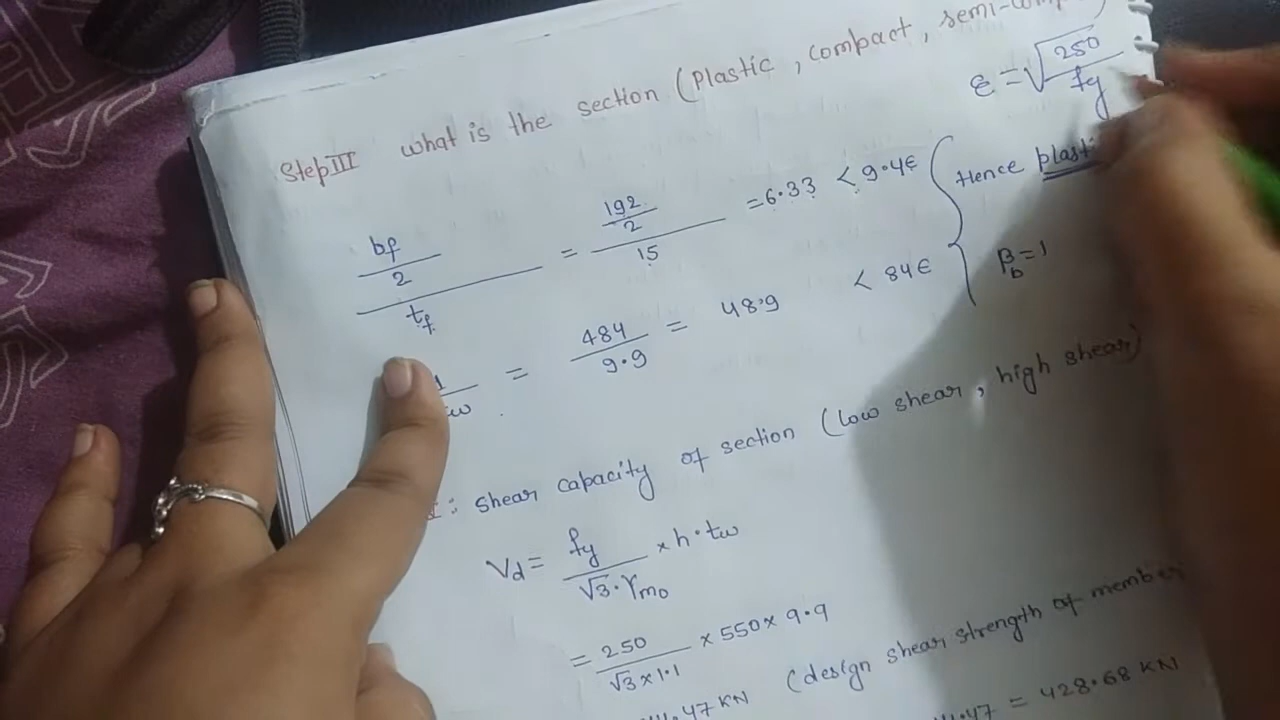 Step III what is the section (Plastic, compact, semi-
ε = √250/fy
bf/2/tf = 192/2/15 = 6.33 < 9.4ε
Hence
484/9.9 = 48.9 < 84ε
βb = 1
: shear capacity of section (low shear, high shear)
Vd = fy/√3·γm0 × h·tw
= 250/√3×1.1 × 550 × 9.9
.47 KN (design shear strength of member
.47 = 428.68 KN